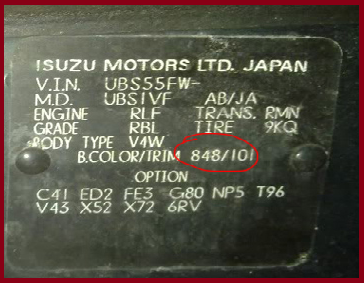 ISUZU MOTORS LTD. JAPAN
V.I.N. UBS55FW-
M.D. UBS1VF AB/JA
ENGINE RLF TRANS. RMN
GRADE RBL TIRE 9KQ
BODY TYPE V4W
B.COLOR/TRIM 848/101
OPTION
C41 ED2 FE3 G80 NP5 T96
V43 X52 X72 6RV